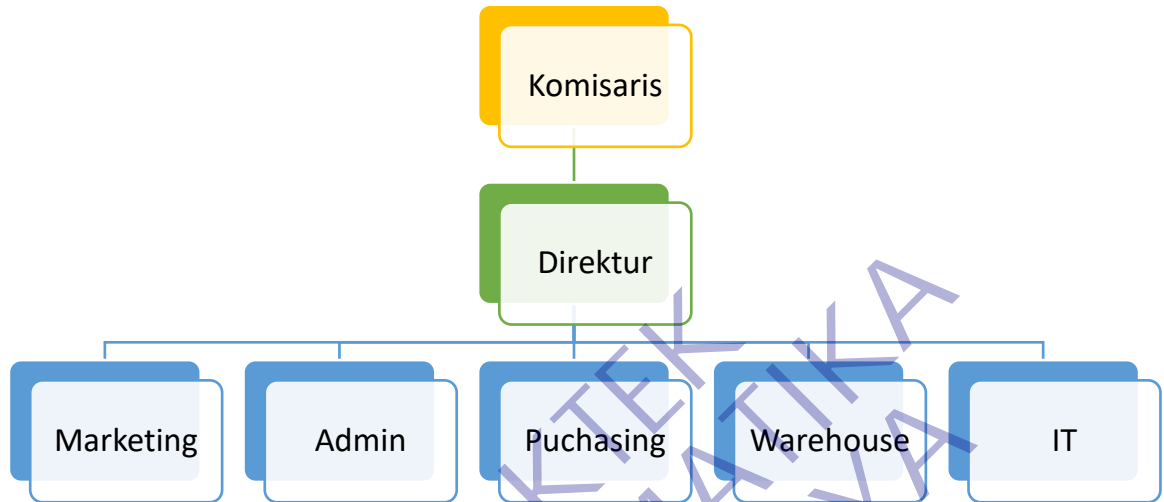 Komisaris
Direktur
Marketing
Admin
Puchasing
Warehouse
IT